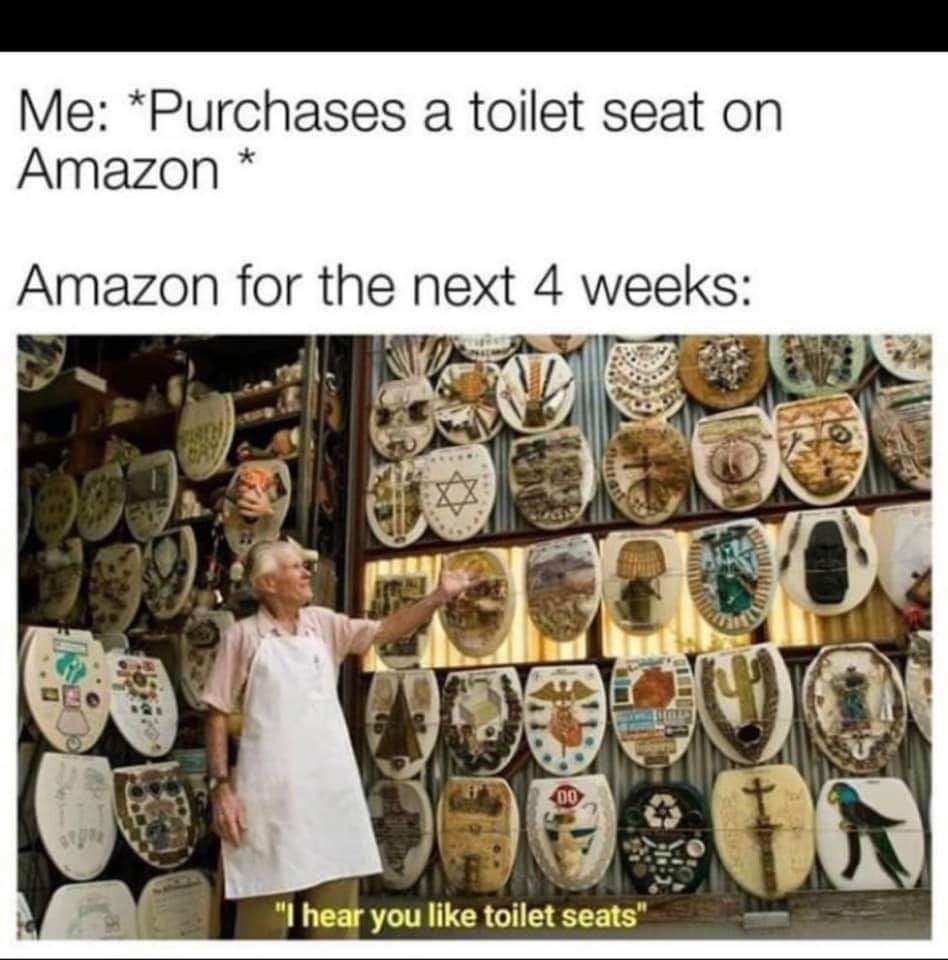 Me: *Purchases a toilet seat on
Amazon *
Amazon for the next 4 weeks:
"I hear you like toilet seats"